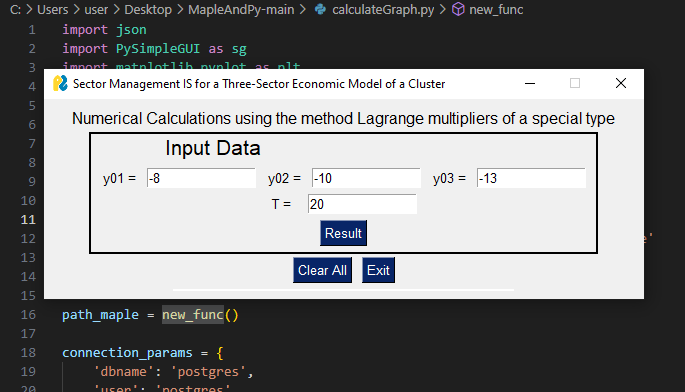 C: > Users > user > Desktop > MapleAndPy-main > calculateGraph.py > new_func
1 import json
2 import PySimpleGUI as sg
3 import matplotlib.pyplot as plt
4 Sector Management IS for a Three-Sector Economic Model of a Cluster
5 Numerical Calculations using the method Lagrange multipliers of a special type
6
7 Input Data
8
9 y01 = -8 y02 = -10 y03 = -13
10 T = 20
11
12 Result e'
13
14 Clear All Exit
15
16 path_maple = new_func()
17
18 connection_params = {
19 'dbname': 'postgres',
20 'user': 'postgres'